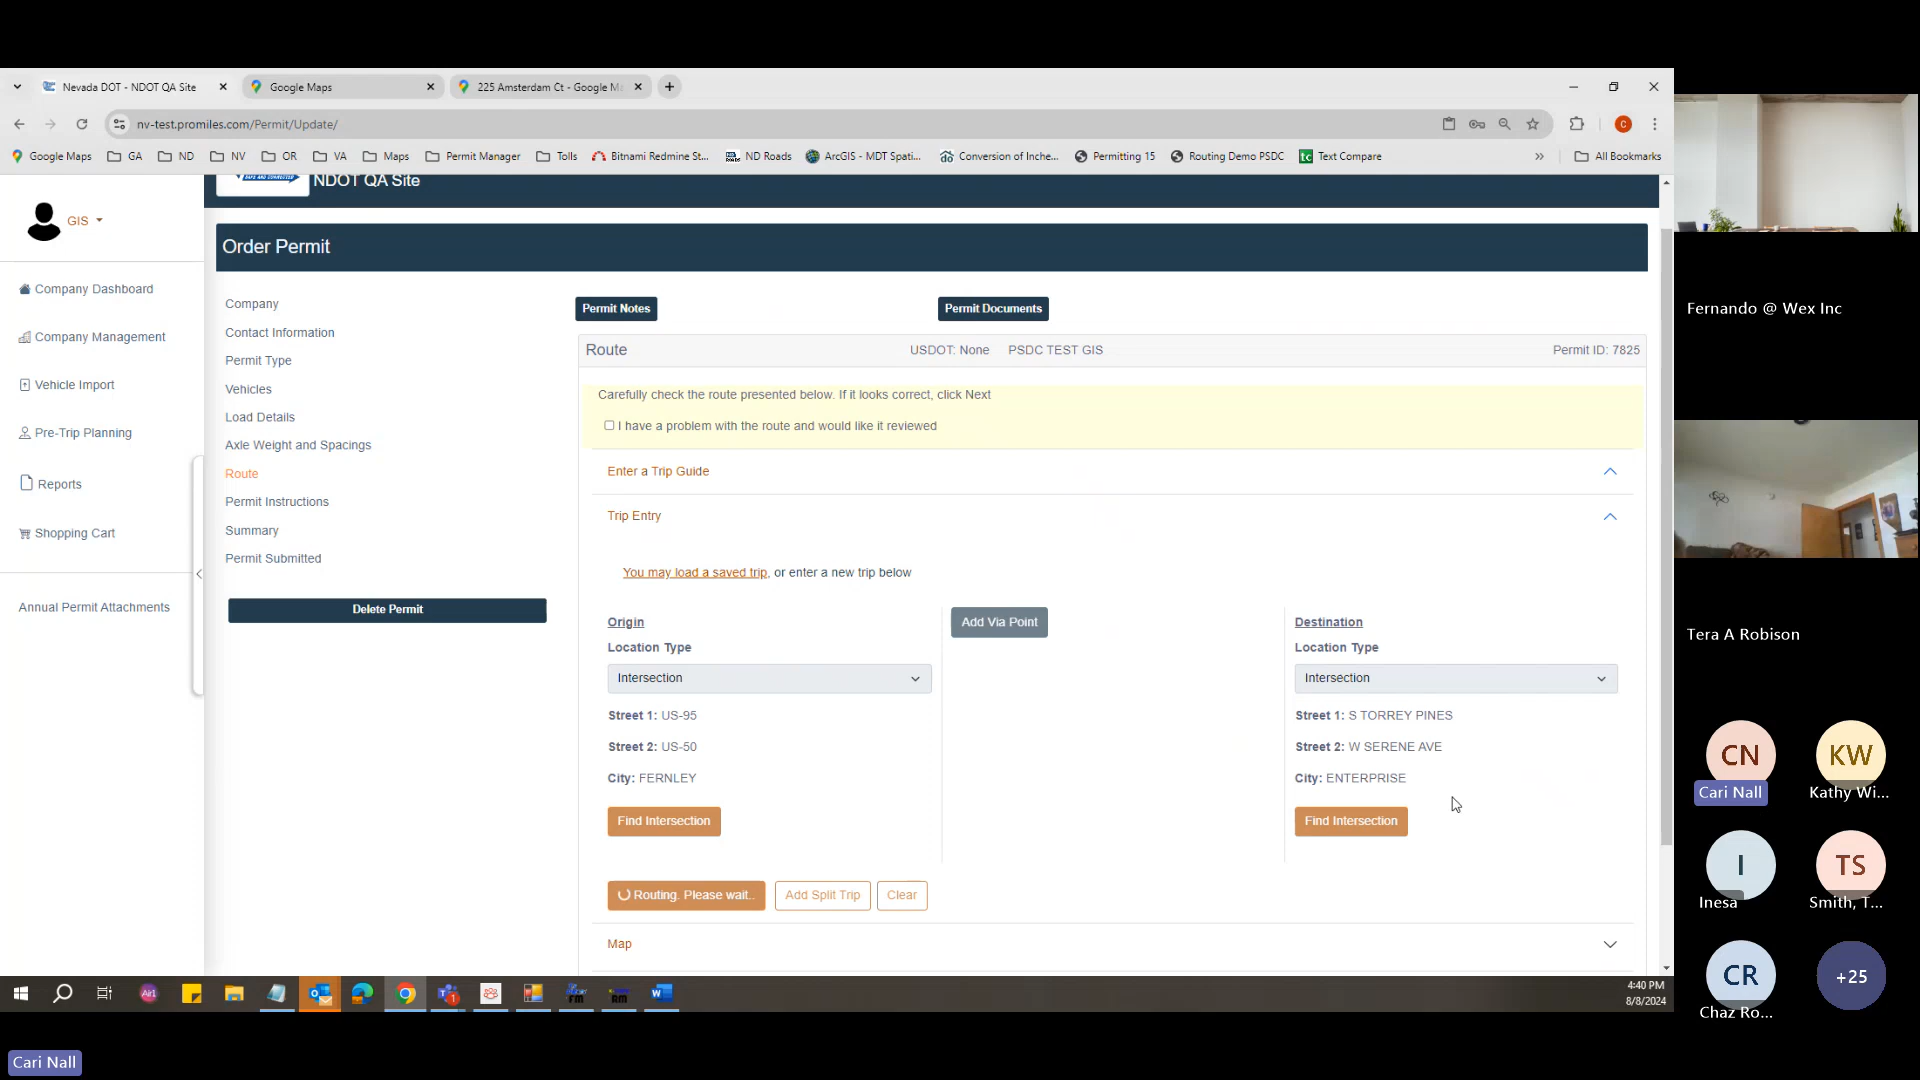 Nevada DOT - NDOT QA Site
Google Maps
225 Amsterdam Ct - Google M
nv-test.promiles.com/Permit/Update/
C
Google Maps
GA
ND
NV
OR
VA
Maps
Permit Manager
Tolls
Bitnami Redmine St...
ND Roads
ArcGIS - MDT Spati...
Conversion of Inche...
Permitting 15
Routing Demo PSDC
tc
Text Compare
»
All Bookmarks
NDOT QA Site
GIS
Company Dashboard
Company Management
Vehicle Import
Pre-Trip Planning
Reports
Shopping Cart
Annual Permit Attachments
Order Permit
Company
Contact Information
Permit Type
Vehicles
Load Details
Axle Weight and Spacings
Route
Permit Instructions
Summary
Permit Submitted
Delete Permit
Permit Notes
Permit Documents
Route
USDOT: None
PSDC TEST GIS
Permit ID: 7825
Carefully check the route presented below. If it looks correct, click Next
I have a problem with the route and would like it reviewed
Enter a Trip Guide
Trip Entry
You may load a saved trip, or enter a new trip below
Origin
Location Type
Intersection
Street 1: US-95
Street 2: US-50
City: FERNLEY
Find Intersection
Add Via Point
Destination
Location Type
Intersection
Street 1: S TORREY PINES
Street 2: W SERENE AVE
City: ENTERPRISE
Find Intersection
Routing. Please wait..
Add Split Trip
Clear
Map
4:40 PM
8/8/2024
Fernando @ Wex Inc
Tera A Robison
CN
Cari Nall
KW
Kathy Wi...
I
Inesa
TS
Smith, T...
CR
Chaz Ro...
+25
Cari Nall